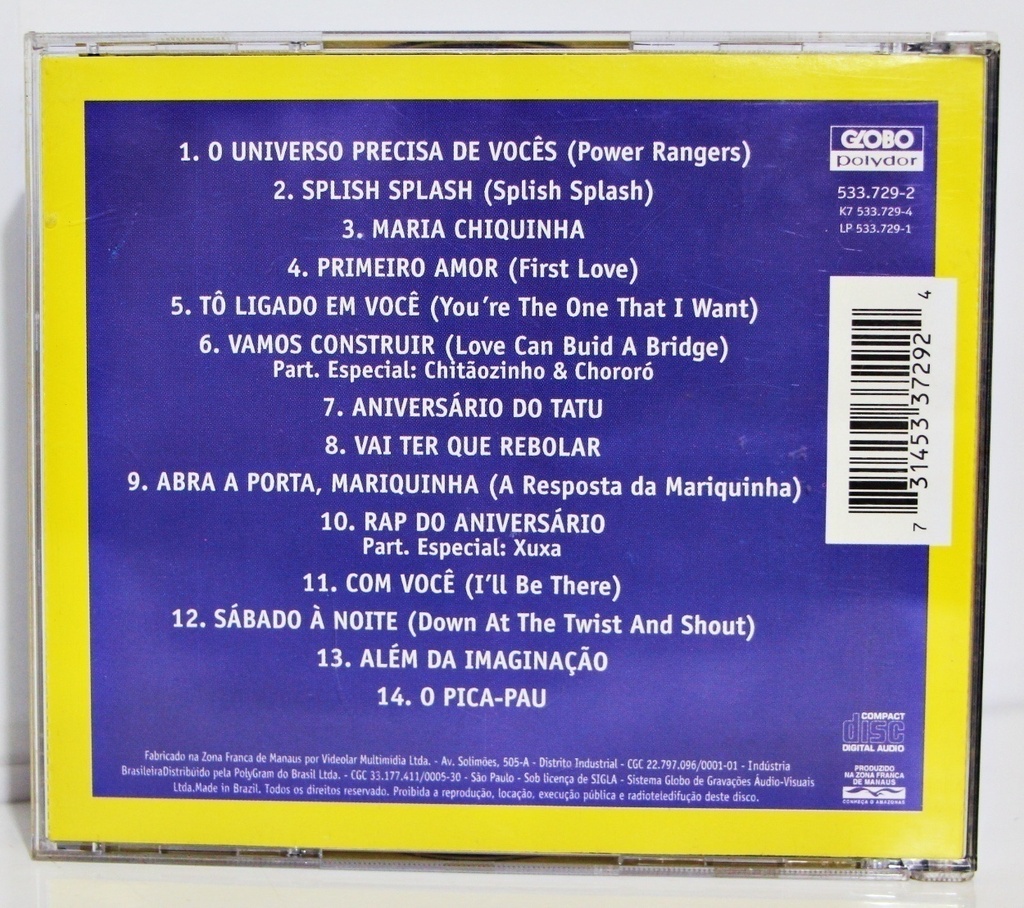 1. O UNIVERSO PRECISA DE VOCÊS (Power Rangers)
2. SPLISH SPLASH (Splish Splash)
3. MARIA CHIQUINHA
4. PRIMEIRO AMOR (First Love)
5. TÔ LIGADO EM VOCÊ (You're The One That I Want)
6. VAMOS CONSTRUIR (Love Can Buid A Bridge)
Part. Especial: Chitãozinho & Chororó
7. ANIVERSÁRIO DO TATU
8. VAI TER QUE REBOLAR
9. ABRA A PORTA, MARIQUINHA (A Resposta da Mariquinha)
10. RAP DO ANIVERSÁRIO
Part. Especial: Xuxa
11. COM VOCÊ (I'll Be There)
12. SÁBADO À NOITE (Down At The Twist And Shout)
13. ALÉM DA IMAGINAÇÃO
14. O PICA-PAU
GLOBO
polydor
533.729-2
K7 533.729-4
LP 533.729-1
7 31453 37292 4
COMPACT
disc
DIGITAL AUDIO
PRODUZIDO
NA ZONA FRANCA
DE MANAUS
CONHEÇA O AMAZONAS
Fabricado na Zona Franca de Manaus por Videolar Multimídia Ltda. - Av. Solimões, 505-A - Distrito Industrial - CGC 22.797.096/0001-01 - Indústria
BrasileiraDistribuído pela PolyGram do Brasil Ltda. - CGC 33.177.411/0005-30 - São Paulo - Sob licença de SIGLA - Sistema Globo de Gravações Áudio-Visuais
Ltda.Made in Brazil. Todos os direitos reservado. Proibida a reprodução, locação, execução pública e radioteledifução deste disco.